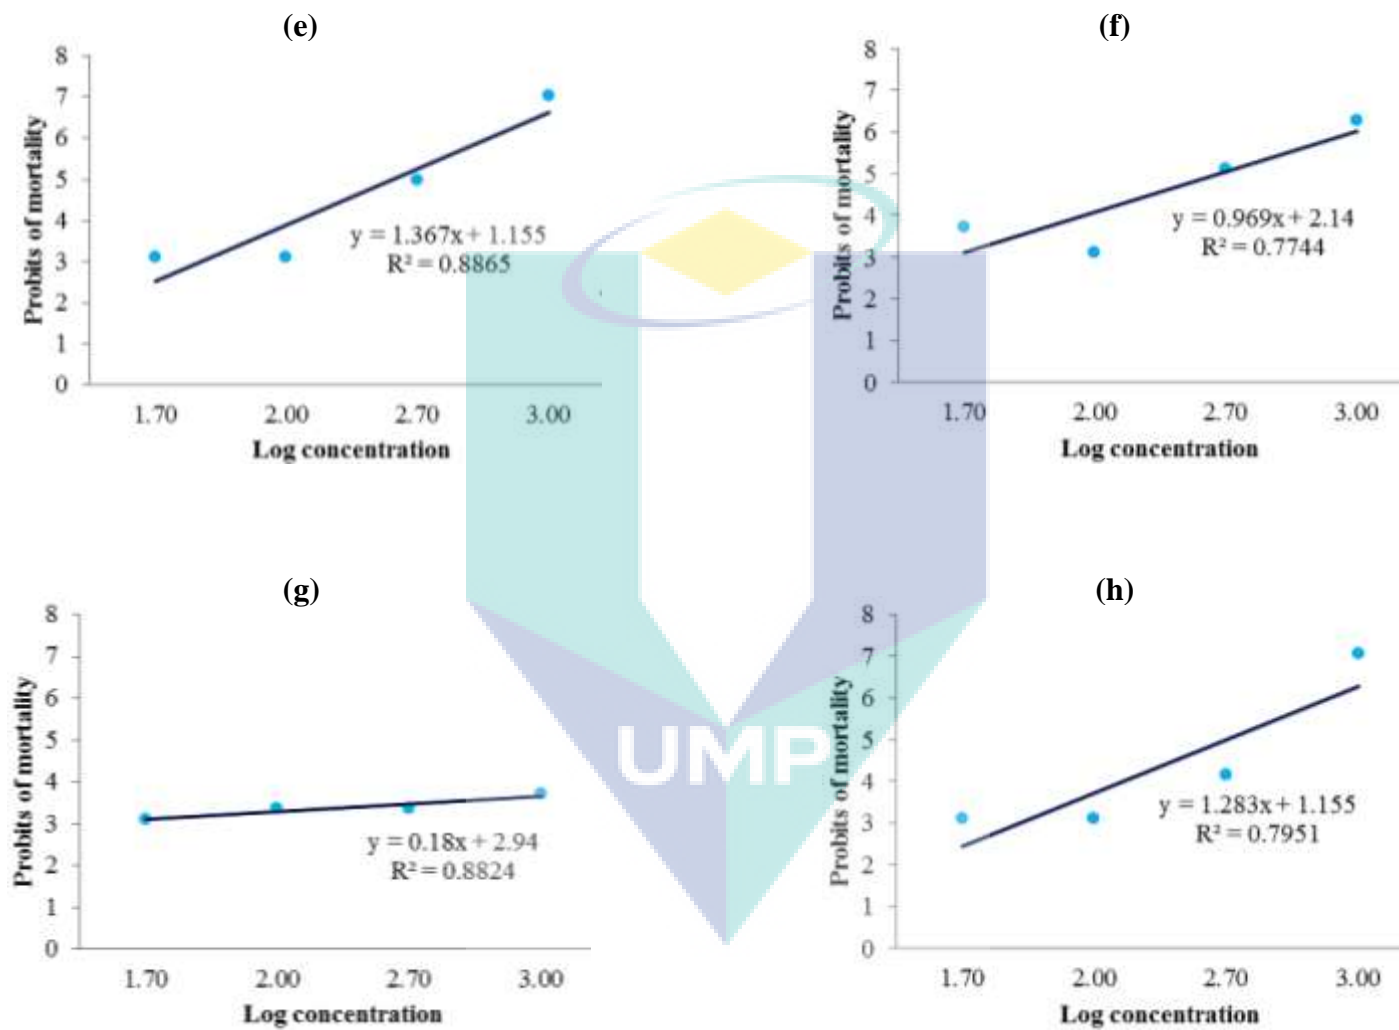 (e)
8
7
6
5
4
3
2
1
0
Probits of mortality
y = 1.367x + 1.155
R² = 0.8865
1.70 2.00 2.70 3.00
Log concentration
(f)
8
7
6
5
4
3
2
1
0
Probits of mortality
y = 0.969x + 2.14
R² = 0.7744
1.70 2.00 2.70 3.00
Log concentration
(g)
8
7
6
5
4
3
2
1
0
Probits of mortality
y = 0.18x + 2.94
R² = 0.8824
1.70 2.00 2.70 3.00
Log concentration
(h)
8
7
6
5
4
3
2
1
0
Probits of mortality
y = 1.283x + 1.155
R² = 0.7951
1.70 2.00 2.70 3.00
Log concentration
UMP